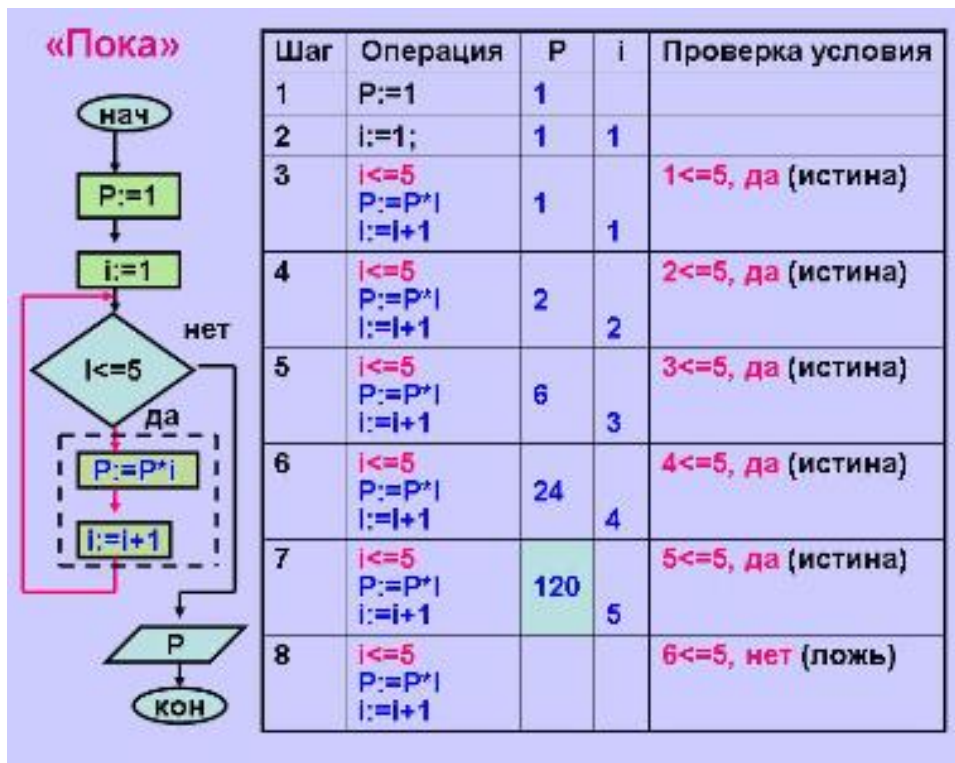 «Пока»
нач
P:=1
i:=1
I<=5
нет
да
P:=P*i
i:=i+1
P
кон
Шаг Операция P i Проверка условия
1 P:=1 1
2 i:=1; 1 1
3 i<=5 1<=5, да (истина)
P:=P*I 1
i:=i+1 1
4 i<=5 2<=5, да (истина)
P:=P*I 2
i:=i+1 2
5 i<=5 3<=5, да (истина)
P:=P*I 6
i:=i+1 3
6 i<=5 4<=5, да (истина)
P:=P*I 24
i:=i+1 4
7 i<=5 5<=5, да (истина)
P:=P*I 120
i:=i+1 5
8 i<=5 6<=5, нет (ложь)
P:=P*I
i:=i+1